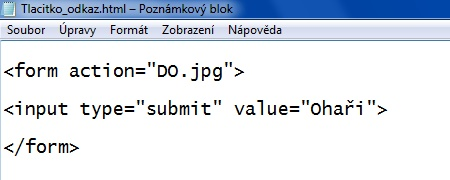 Tlacitko_odkaz.html – Poznámkový blok
Soubor Úpravy Formát Zobrazení Nápověda
<form action="DO.jpg">
<input type="submit" value="Ohaři">
</form>